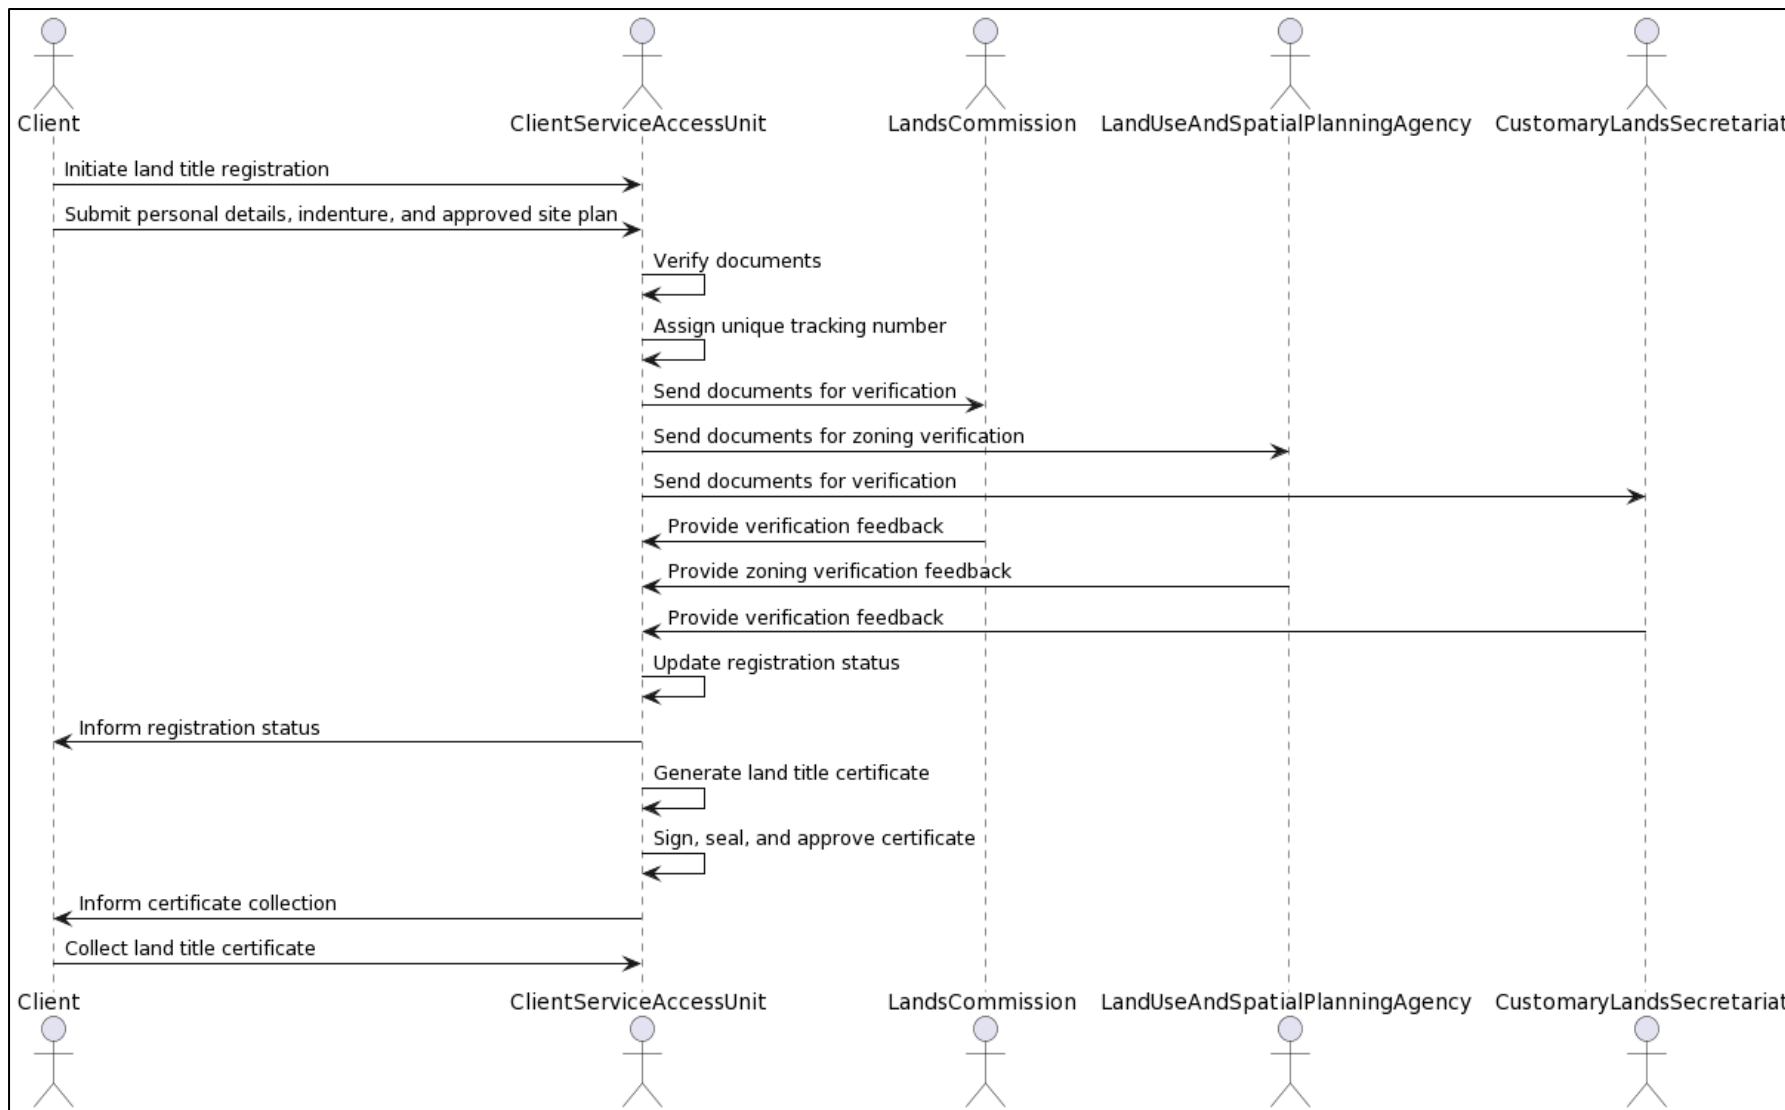 Client
ClientServiceAccessUnit
LandsCommission
LandUseAndSpatialPlanningAgency
CustomaryLandsSecretariat
Initiate land title registration
Submit personal details, indenture, and approved site plan
Verify documents
Assign unique tracking number
Send documents for verification
Send documents for zoning verification
Send documents for verification
Provide verification feedback
Provide zoning verification feedback
Provide verification feedback
Update registration status
Inform registration status
Generate land title certificate
Sign, seal, and approve certificate
Inform certificate collection
Collect land title certificate
Client
ClientServiceAccessUnit
LandsCommission
LandUseAndSpatialPlanningAgency
CustomaryLandsSecretariat